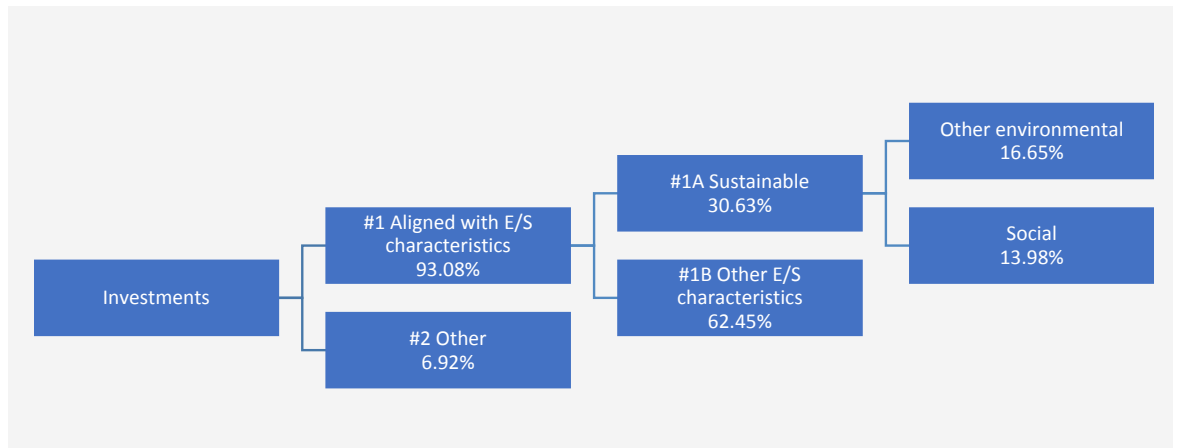 Investments
#1 Aligned with E/S
characteristics
93.08%
#2 Other
6.92%
#1A Sustainable
30.63%
#1B Other E/S
characteristics
62.45%
Other environmental
16.65%
Social
13.98%